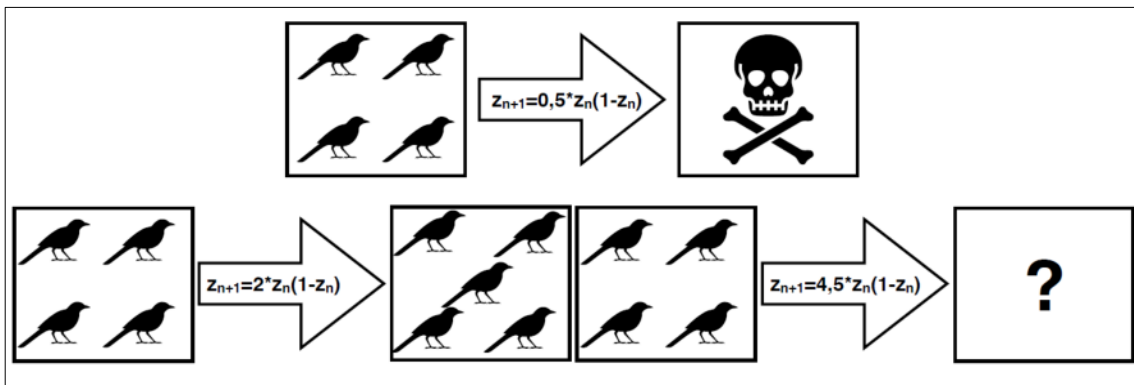 zₙ₊₁=0,5*zₙ(1-zₙ)
zₙ₊₁=2*zₙ(1-zₙ)
zₙ₊₁=4,5*zₙ(1-zₙ)
?